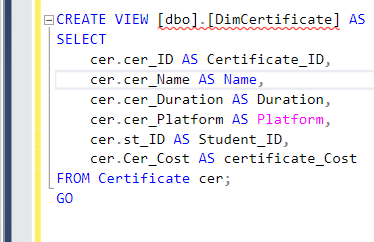 CREATE VIEW [dbo].[DimCertificate] AS
SELECT
cer.cer_ID AS Certificate_ID,
cer.cer_Name AS Name,
cer.cer_Duration AS Duration,
cer.cer_Platform AS Platform,
cer.st_ID AS Student_ID,
cer.Cer_Cost AS certificate_Cost
FROM Certificate cer;
GO